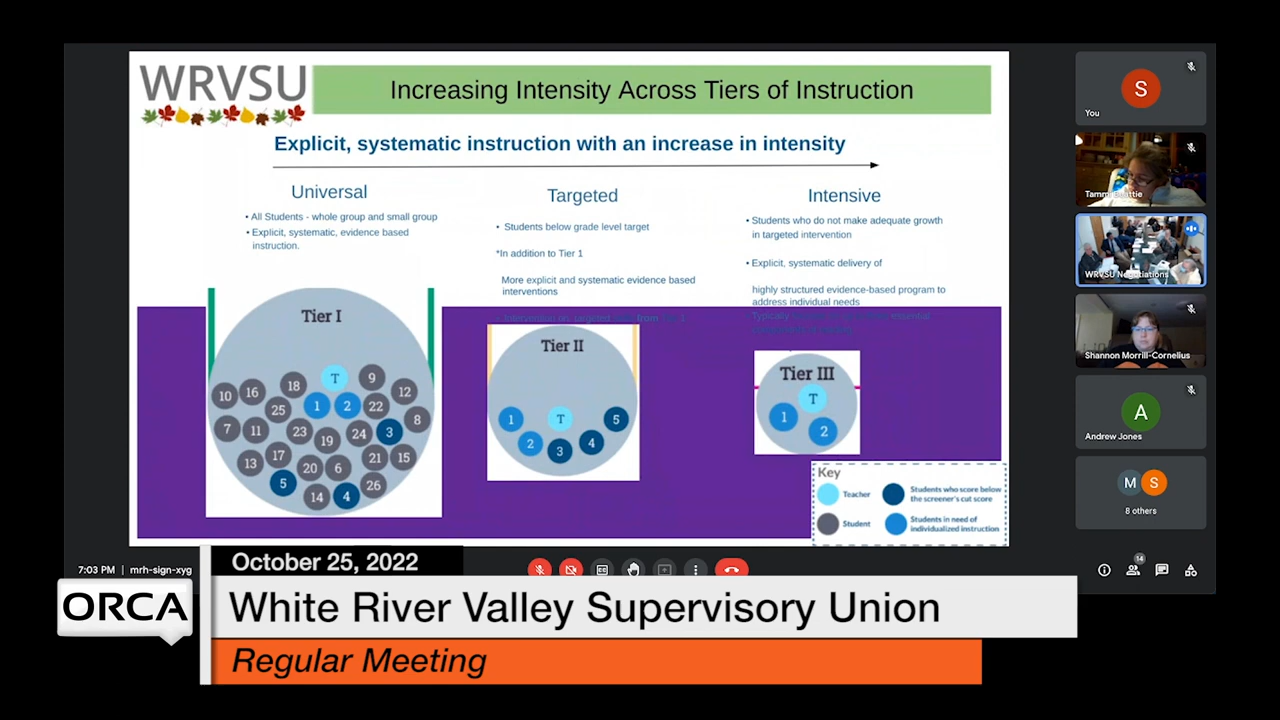 WRVSU
Increasing Intensity Across Tiers of Instruction
Explicit, systematic instruction with an increase in intensity
Universal
• All Students - whole group and small group
• Explicit, systematic, evidence based
instruction.
Targeted
• Students below grade level target
*In addition to Tier 1
More explicit and systematic evidence based
interventions
Intensive
• Students who do not make adequate growth
in targeted intervention
• Explicit, systematic delivery of
highly structured evidence-based program to
address individual needs
Tier I
T
9
18
16
10
12
1
2
22
25
8
7
11
23
19
24
3
13
17
20
6
21
15
5
14
4
26
Tier II
1
T
5
2
3
4
Tier III
T
1
2
Key
Teacher
Students who score below
the screener's cut score
Student
Students in need of
individualized instruction
S
You
WRVSU Negotiations
Shannon Morrill-Cornelius
A
Andrew Jones
M
S
8 others
7:03 PM | mrh-sign-xyg
14
October 25, 2022
ORCA
White River Valley Supervisory Union
Regular Meeting